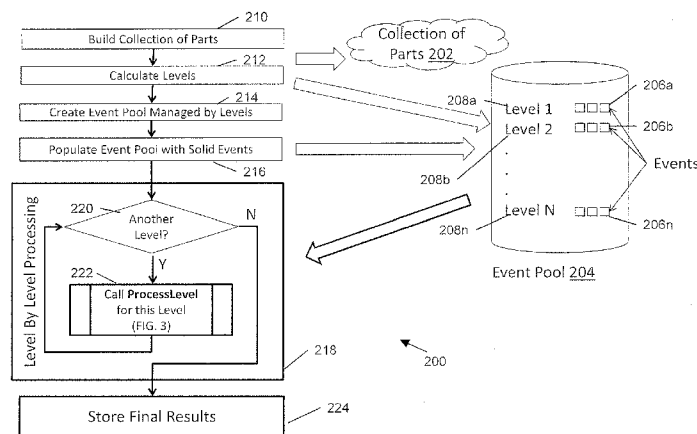 210
Build Collection of Parts
212
Calculate Levels
214
Create Event Pool Managed by Levels
Populate Event Pool with Solid Events
216
Level By Level Processing
220
Another
Level?
N
Y
222
Call ProcessLevel
for this Level
(FIG. 3)
218
Store Final Results
224
Collection of
Parts 202
208a
Level 1
206a
Level 2
206b
208b
Events
.
.
.
.
Level N
206n
208n
Event Pool 204
200